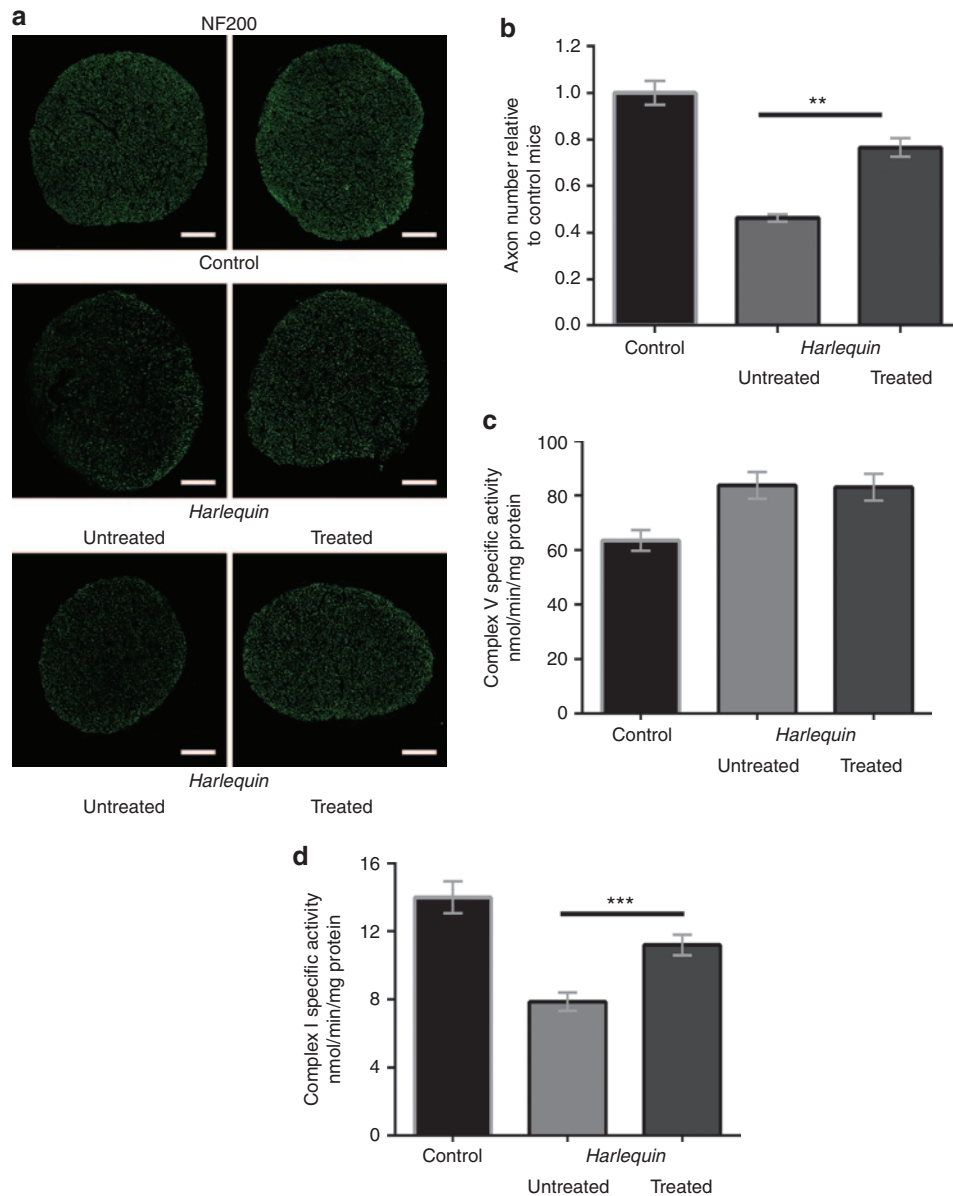 a
NF200
Control
Harlequin
Untreated Treated
Harlequin
Untreated Treated
b
Axon number relative
to control mice
1.2
1.0
0.8
0.6
0.4
0.2
0.0
**
Control Harlequin
Untreated Treated
c
Complex V specific activity
nmol/min/mg protein
100
80
60
40
20
0
Control Harlequin
Untreated Treated
d
Complex I specific activity
nmol/min/mg protein
16
12
8
4
0
***
Control Harlequin
Untreated Treated